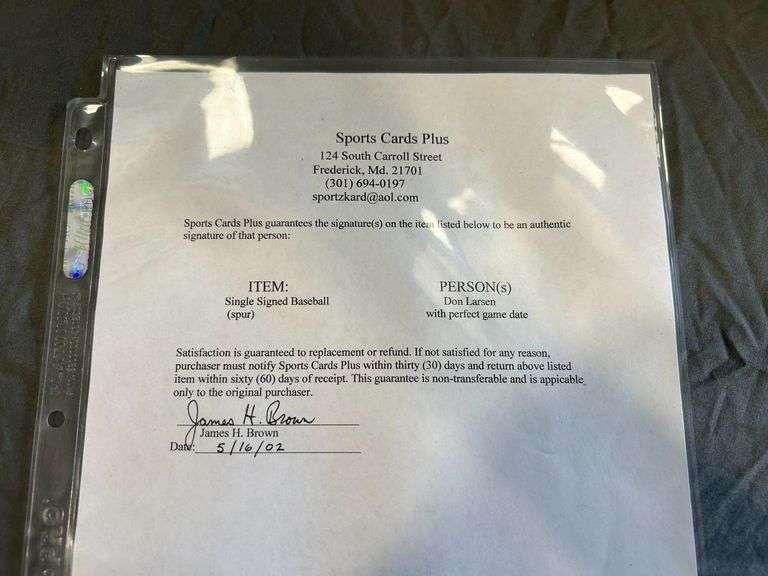 Sports Cards Plus
124 South Carroll Street
Frederick, Md. 21701
(301) 694-0197
sportzkard@aol.com
Sports Cards Plus guarantees the signature(s) on the item listed below to be an authentic
signature of that person:
ITEM:
Single Signed Baseball
(spur)
PERSON(s)
Don Larsen
with perfect game date
Satisfaction is guaranteed to replacement or refund. If not satisfied for any reason,
purchaser must notify Sports Cards Plus within thirty (30) days and return above listed
item within sixty (60) days of receipt. This guarantee is non-transferable and is appicable
only to the original purchaser.
James H. Brown
James H. Brown
Date: 5/16/02